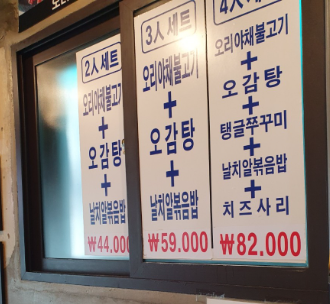 2人세트
오리야채불고기
+
오감탕
+
날치알볶음밥
₩44,000
3人세트
오리야채불고기
+
오감탕
+
날치알볶음밥
₩59.000
4人세트
오리야채불고기
+
오감탕
+
탱글쭈꾸미
+
날치알볶음밥
+
치즈사리
₩82.000